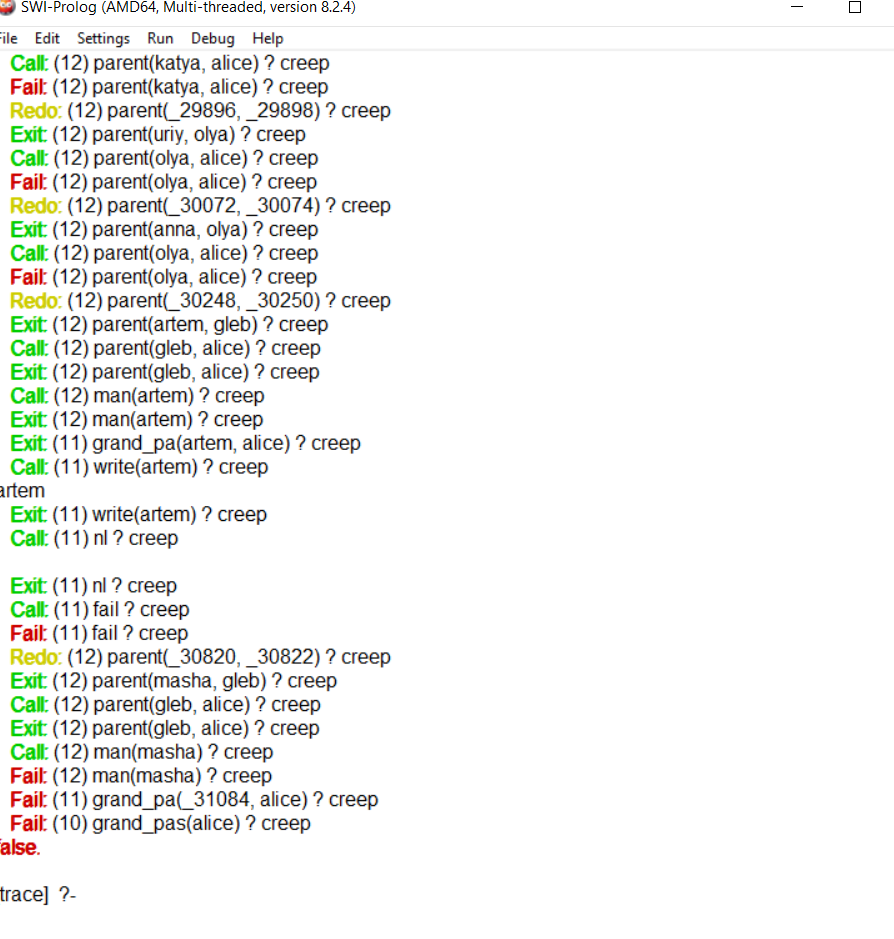 SWI-Prolog (AMD64, Multi-threaded, version 8.2.4)
File Edit Settings Run Debug Help
Call: (12) parent(katya, alice) ? creep
Fail: (12) parent(katya, alice) ? creep
Redo: (12) parent(_29896, _29898) ? creep
Exit: (12) parent(uriy, olya) ? creep
Call: (12) parent(olya, alice) ? creep
Fail: (12) parent(olya, alice) ? creep
Redo: (12) parent(_30072, _30074) ? creep
Exit: (12) parent(anna, olya) ? creep
Call: (12) parent(olya, alice) ? creep
Fail: (12) parent(olya, alice) ? creep
Redo: (12) parent(_30248, _30250) ? creep
Exit: (12) parent(artem, gleb) ? creep
Call: (12) parent(gleb, alice) ? creep
Exit: (12) parent(gleb, alice) ? creep
Call: (12) man(artem) ? creep
Exit: (12) man(artem) ? creep
Exit: (11) grand_pa(artem, alice) ? creep
Call: (11) write(artem) ? creep
artem
Exit: (11) write(artem) ? creep
Call: (11) nl ? creep
Exit: (11) nl ? creep
Call: (11) fail ? creep
Fail: (11) fail ? creep
Redo: (12) parent(_30820, _30822) ? creep
Exit: (12) parent(masha, gleb) ? creep
Call: (12) parent(gleb, alice) ? creep
Exit: (12) parent(gleb, alice) ? creep
Call: (12) man(masha) ? creep
Fail: (12) man(masha) ? creep
Fail: (11) grand_pa(_31084, alice) ? creep
Fail: (10) grand_pas(alice) ? creep
false.
trace] ?-